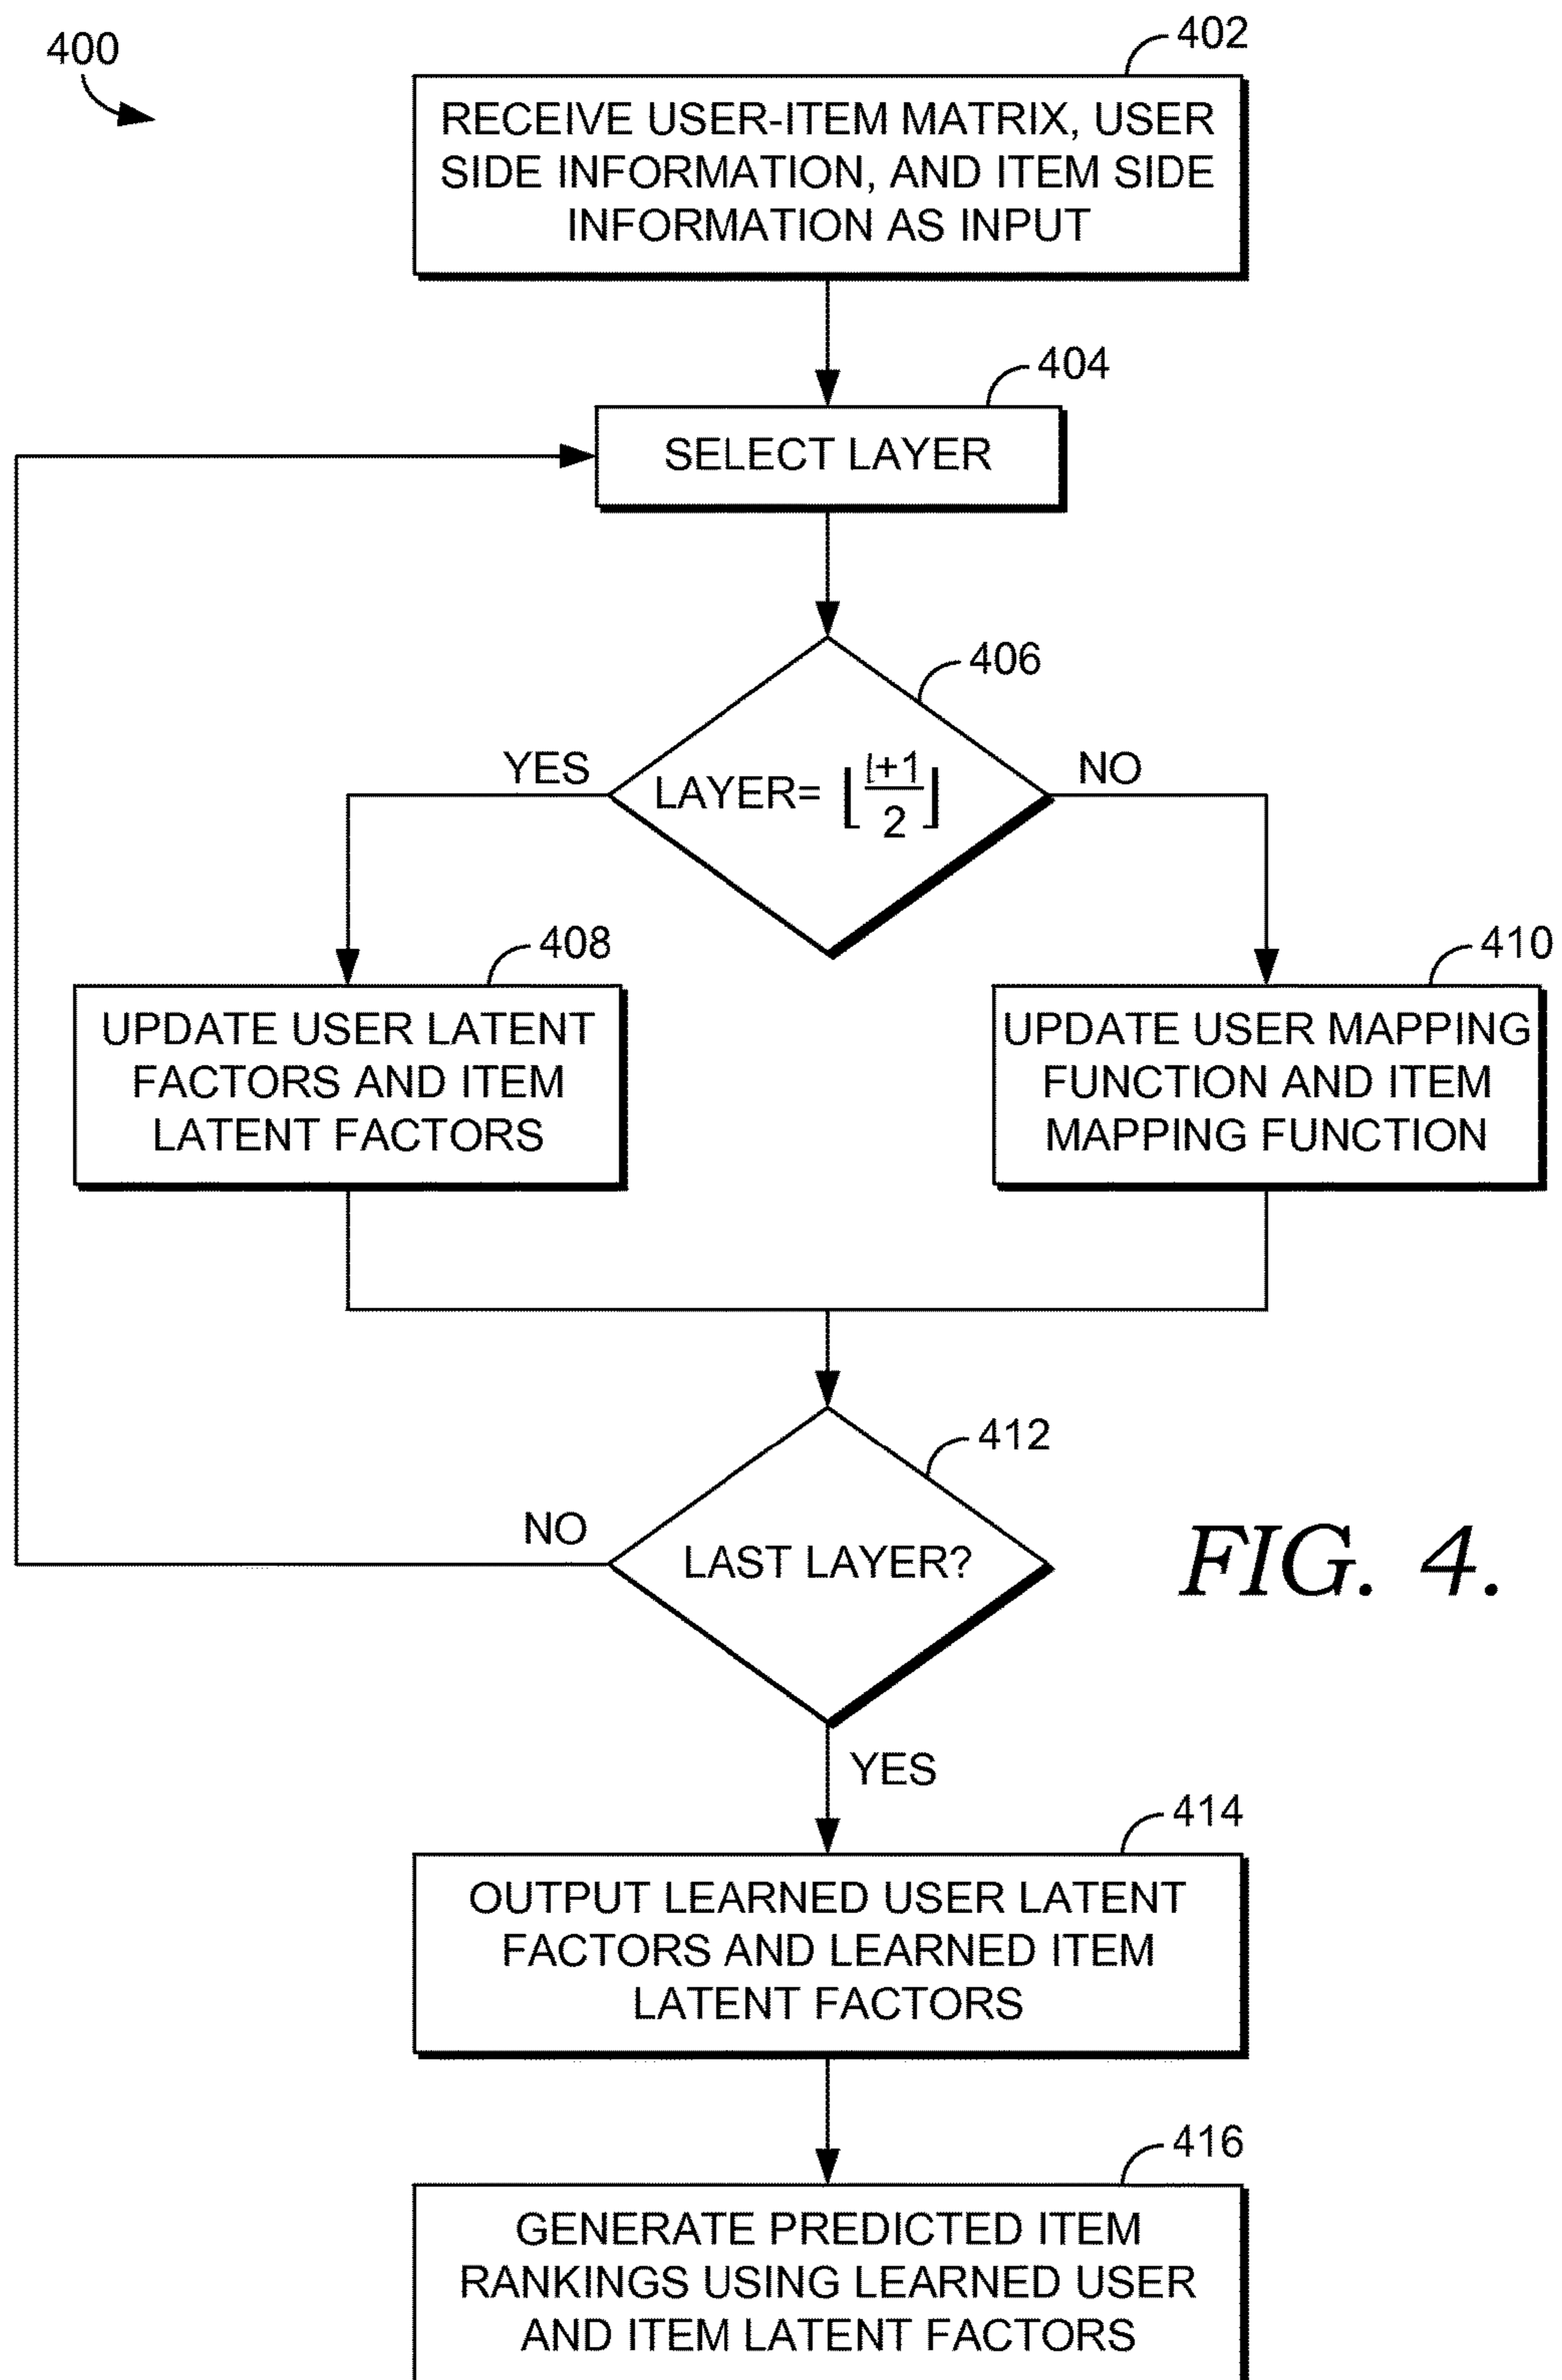 400
402
RECEIVE USER-ITEM MATRIX, USER
SIDE INFORMATION, AND ITEM SIDE
INFORMATION AS INPUT
404
SELECT LAYER
406
YES
LAYER= ⌊(l+1)/2⌋
NO
408
UPDATE USER LATENT
FACTORS AND ITEM
LATENT FACTORS
410
UPDATE USER MAPPING
FUNCTION AND ITEM
MAPPING FUNCTION
412
NO
LAST LAYER?
FIG. 4.
YES
414
OUTPUT LEARNED USER LATENT
FACTORS AND LEARNED ITEM
LATENT FACTORS
416
GENERATE PREDICTED ITEM
RANKINGS USING LEARNED USER
AND ITEM LATENT FACTORS